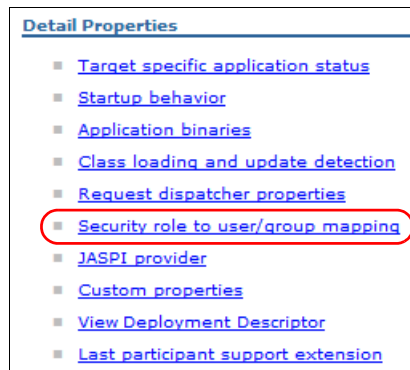 Detail Properties
Target specific application status
Startup behavior
Application binaries
Class loading and update detection
Request dispatcher properties
Security role to user/group mapping
JASPI provider
Custom properties
View Deployment Descriptor
Last participant support extension